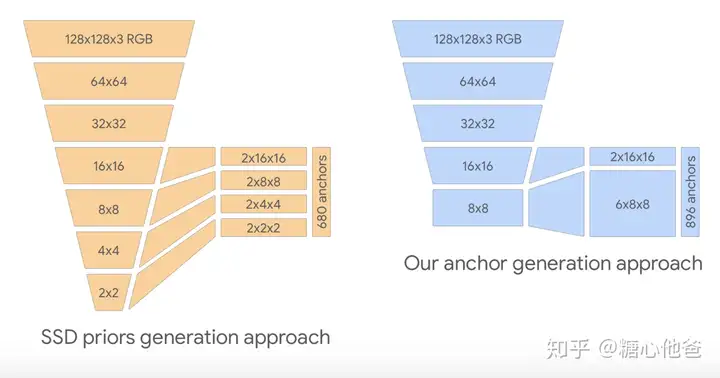 128x128x3 RGB
64x64
32x32
16x16
8x8
4x4
2x2
2x16x16
2x8x8
2x4x4
2x2x2
680 anchors
SSD priors generation approach
128x128x3 RGB
64x64
32x32
16x16
8x8
2x16x16
6x8x8
896 anchors
Our anchor generation approach
知乎 @糖心他爸